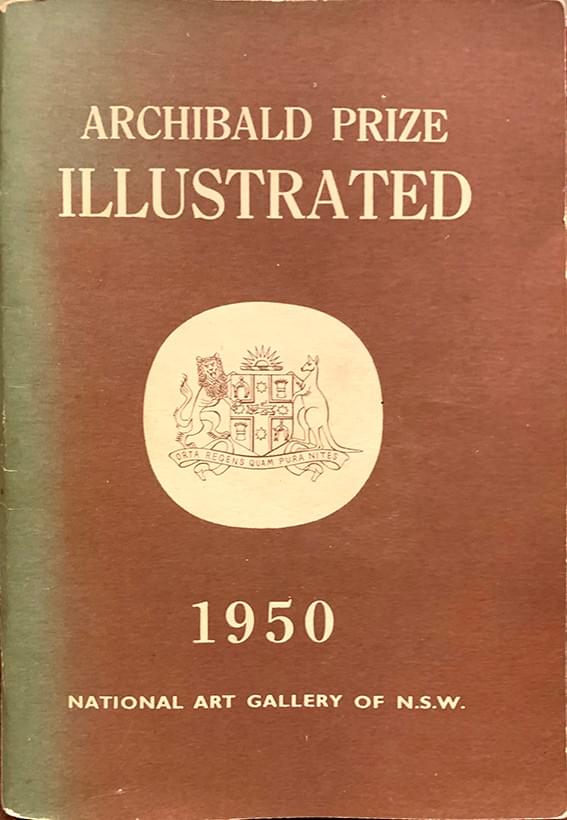 ARCHIBALD PRIZE
ILLUSTRATED
ORTA RECENS QUAM PURA NITES
1950
NATIONAL ART GALLERY OF N.S.W.